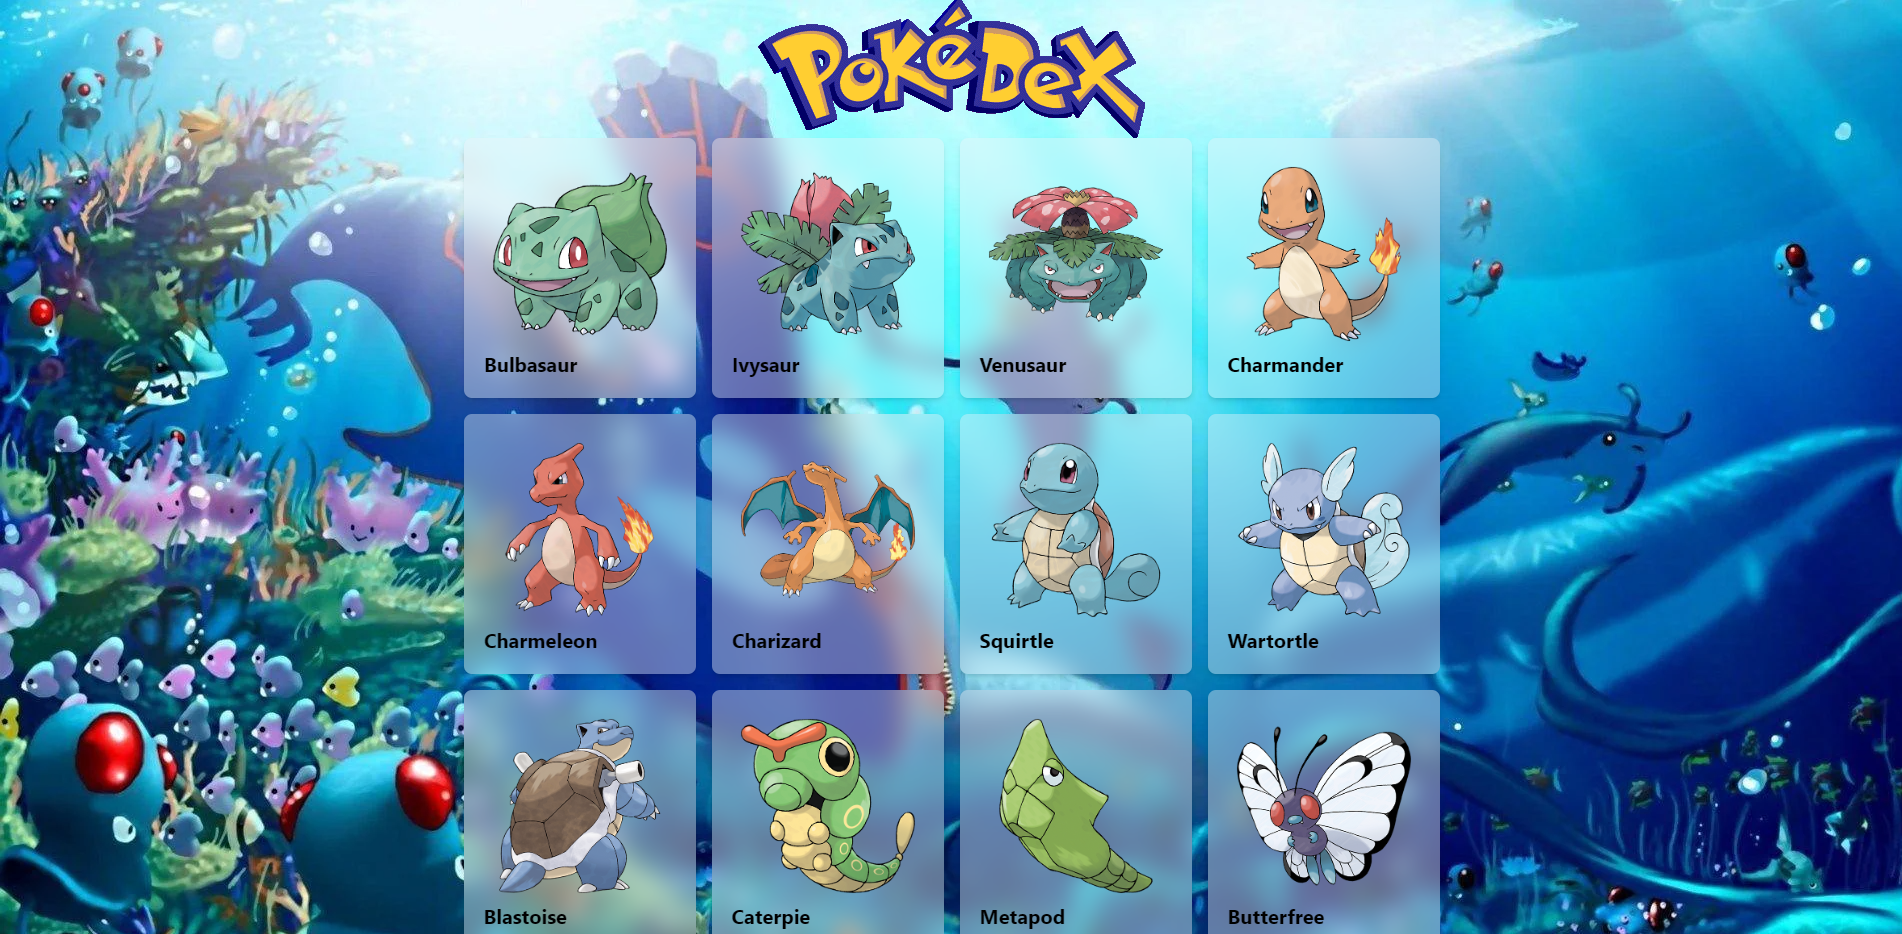 PokéDex
Bulbasaur
Ivysaur
Venusaur
Charmander
Charmeleon
Charizard
Squirtle
Wartortle
Blastoise
Caterpie
Metapod
Butterfree